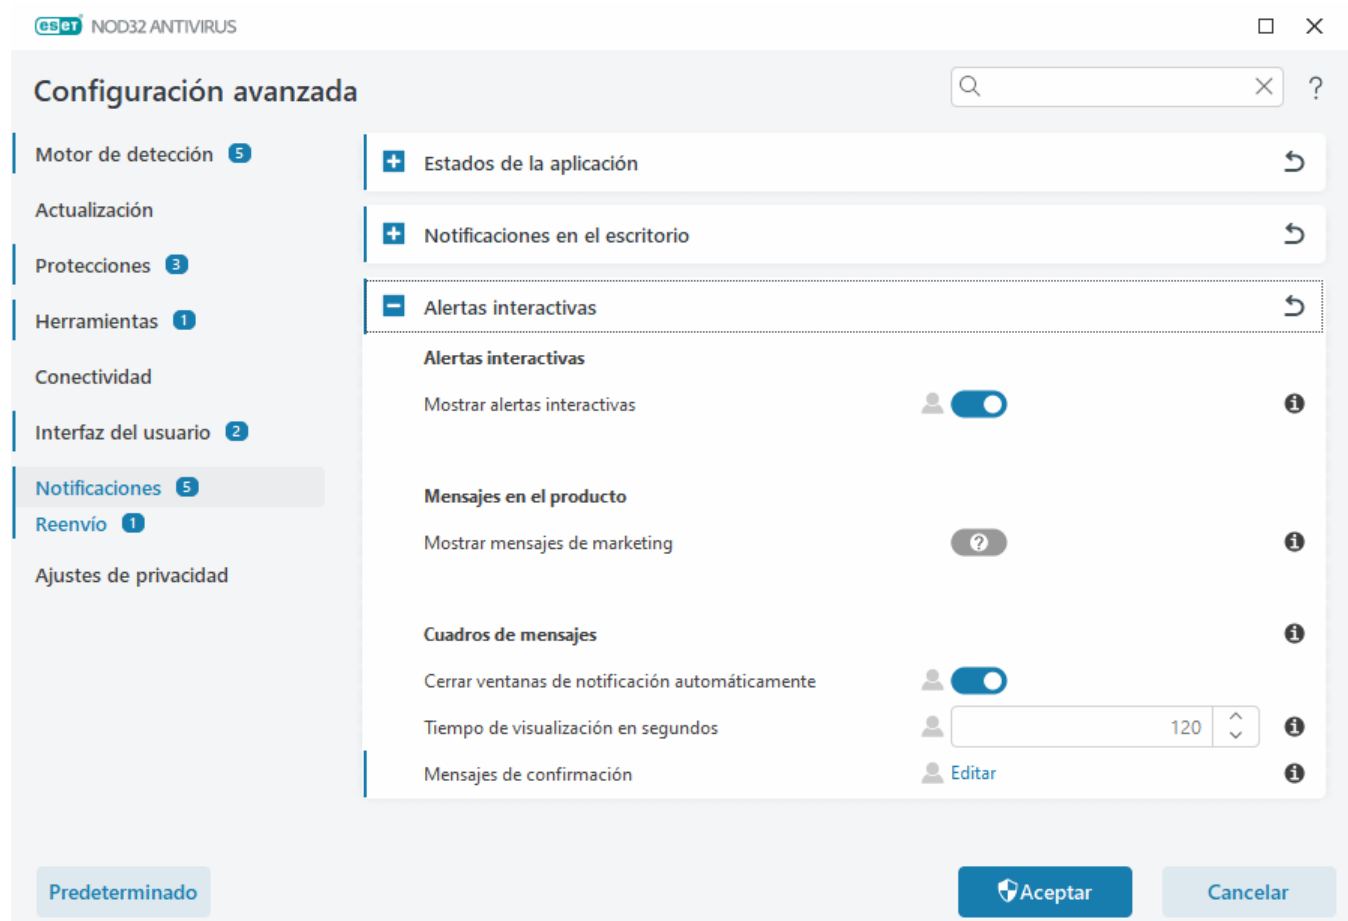 eseT NOD32 ANTIVIRUS
Configuración avanzada
?
Motor de detección 5
Actualización
Protecciones 3
Herramientas 1
Conectividad
Interfaz del usuario 2
Notificaciones 5
Reenvío 1
Ajustes de privacidad
Estados de la aplicación
Notificaciones en el escritorio
Alertas interactivas
Alertas interactivas
Mostrar alertas interactivas
Mensajes en el producto
Mostrar mensajes de marketing ?
Cuadros de mensajes
Cerrar ventanas de notificación automáticamente
Tiempo de visualización en segundos 120
Mensajes de confirmación Editar
Predeterminado
Aceptar
Cancelar